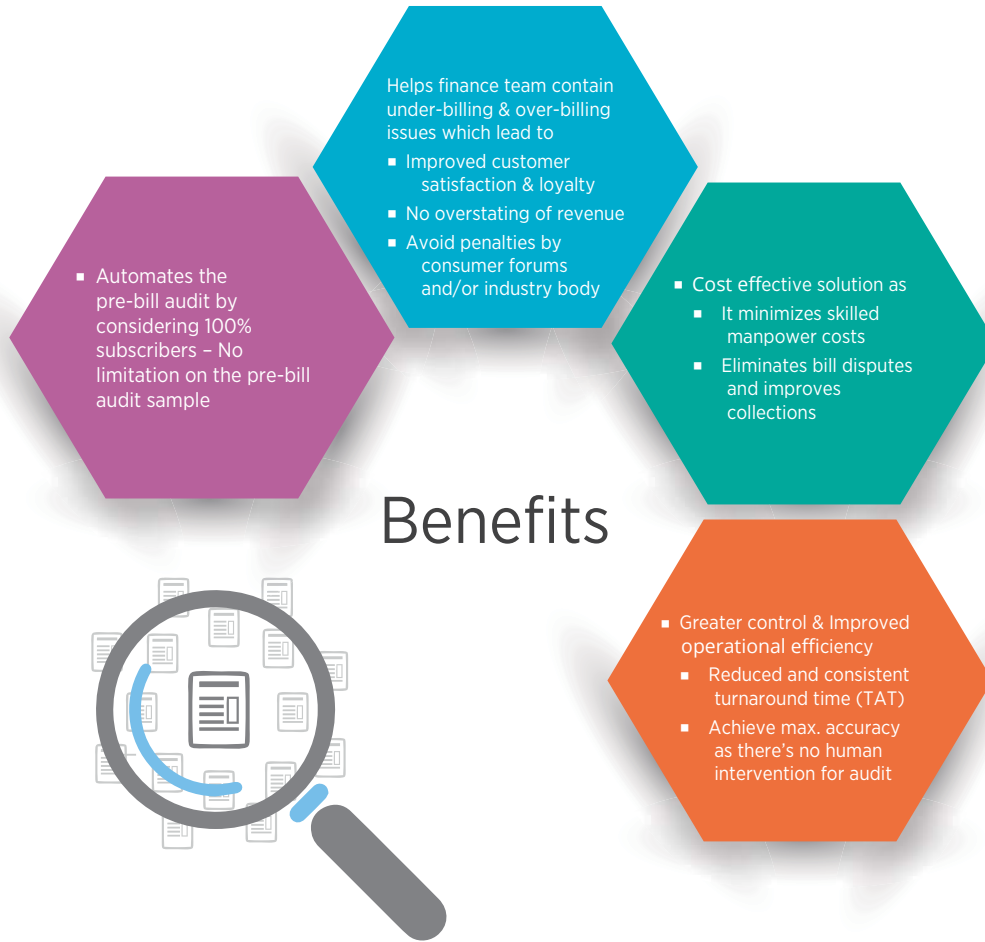 Helps finance team contain
under-billing & over-billing
issues which lead to
▪ Improved customer
satisfaction & loyalty
▪ No overstating of revenue
▪ Avoid penalties by
consumer forums
and/or industry body
▪ Automates the
pre-bill audit by
considering 100%
subscribers – No
limitation on the pre-bill
audit sample
▪ Cost effective solution as
▪ It minimizes skilled
manpower costs
▪ Eliminates bill disputes
and improves
collections
Benefits
▪ Greater control & Improved
operational efficiency
▪ Reduced and consistent
turnaround time (TAT)
▪ Achieve max. accuracy
as there's no human
intervention for audit